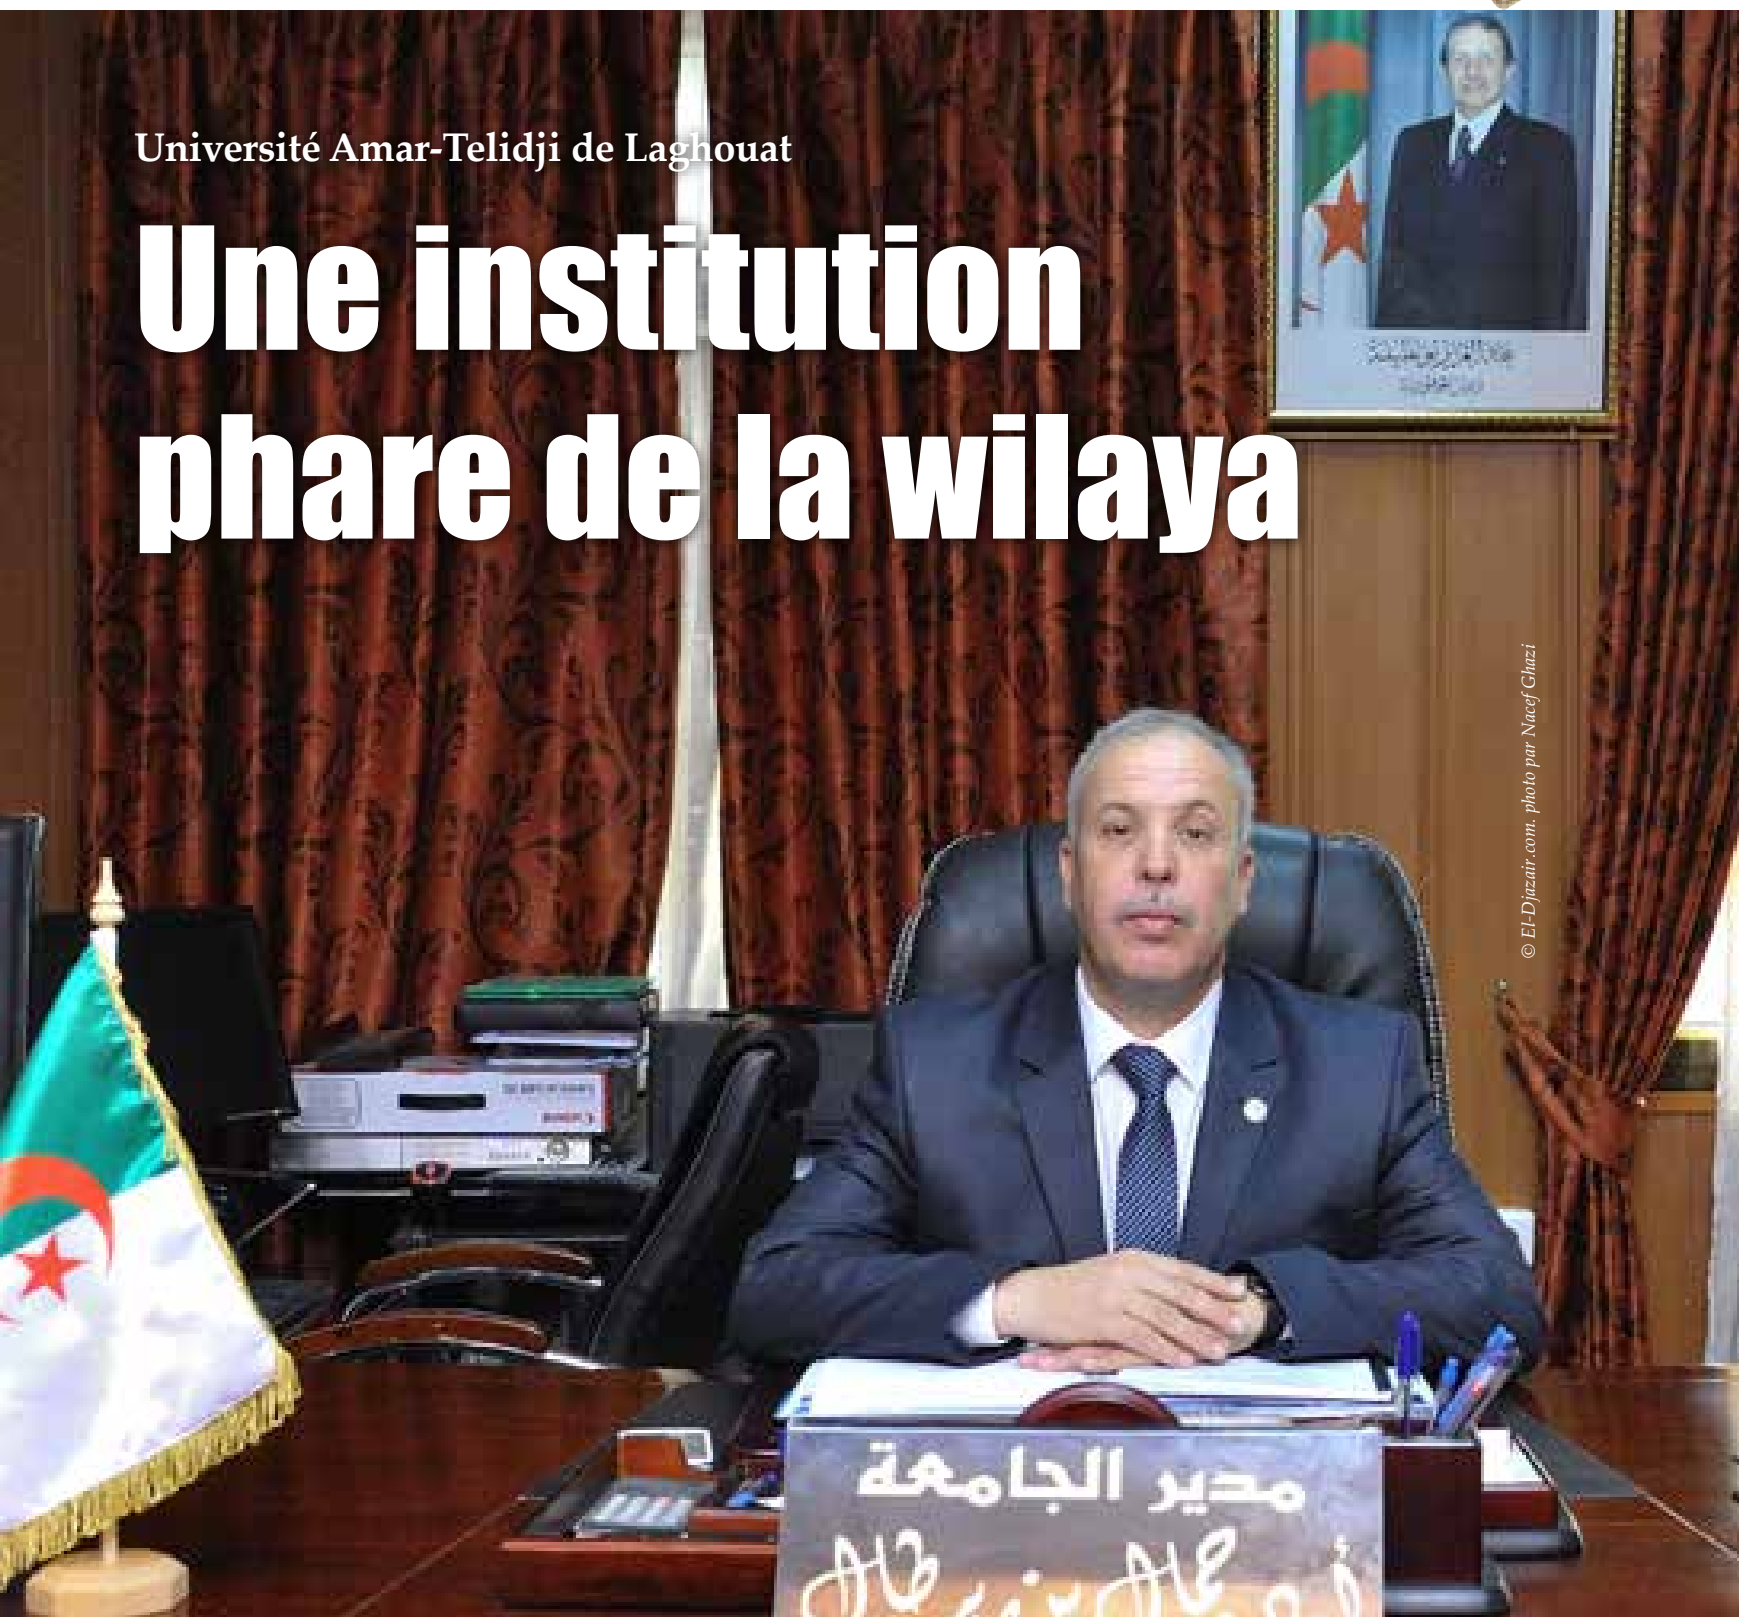 Université Amar-Telidji de Laghouat
Une institution
phare de la wilaya
© El-Djazair.com. photo par Nacef Ghazi
Canon
مدير الجامعة